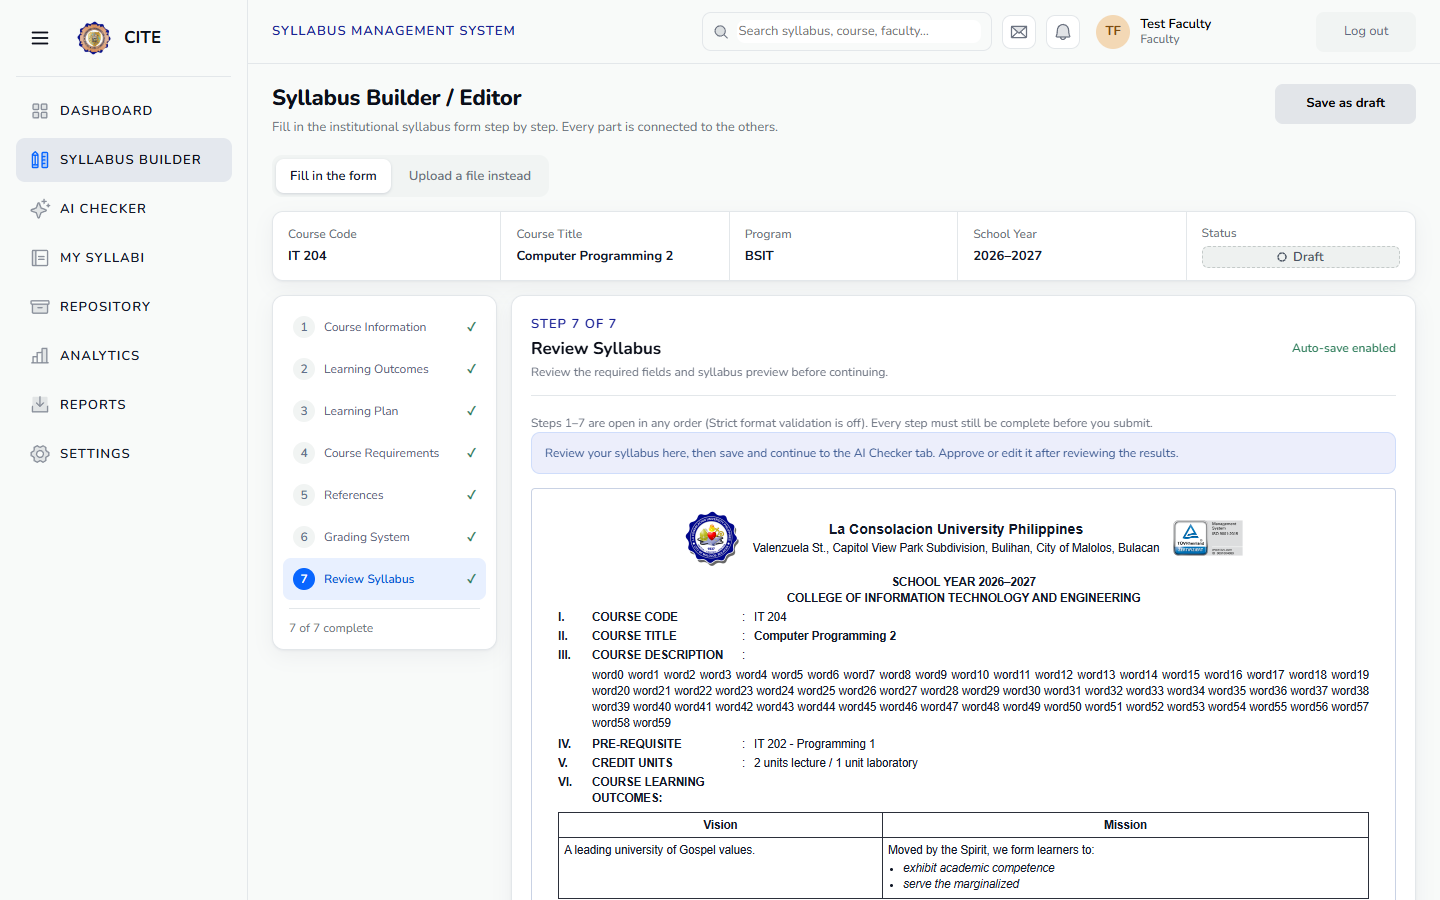 CITE
SYLLABUS MANAGEMENT SYSTEM
Search syllabus, course, faculty...
TF
Test Faculty
Faculty
Log out
DASHBOARD
SYLLABUS BUILDER
AI CHECKER
MY SYLLABI
REPOSITORY
ANALYTICS
REPORTS
SETTINGS
Syllabus Builder / Editor
Fill in the institutional syllabus form step by step. Every part is connected to the others.
Save as draft
Fill in the form
Upload a file instead
Course Code
IT 204
Course Title
Computer Programming 2
Program
BSIT
School Year
2026–2027
Status
Draft
1 Course Information ✓
2 Learning Outcomes ✓
3 Learning Plan ✓
4 Course Requirements ✓
5 References ✓
6 Grading System ✓
7 Review Syllabus ✓
7 of 7 complete
STEP 7 OF 7
Review Syllabus
Auto-save enabled
Review the required fields and syllabus preview before continuing.
Steps 1–7 are open in any order (Strict format validation is off). Every step must still be complete before you submit.
Review your syllabus here, then save and continue to the AI Checker tab. Approve or edit it after reviewing the results.
La Consolacion University Philippines
Valenzuela St., Capitol View Park Subdivision, Bulihan, City of Malolos, Bulacan
SCHOOL YEAR 2026–2027
COLLEGE OF INFORMATION TECHNOLOGY AND ENGINEERING
I. COURSE CODE : IT 204
II. COURSE TITLE : Computer Programming 2
III. COURSE DESCRIPTION :
word0 word1 word2 word3 word4 word5 word6 word7 word8 word9 word10 word11 word12 word13 word14 word15 word16 word17 word18 word19
word20 word21 word22 word23 word24 word25 word26 word27 word28 word29 word30 word31 word32 word33 word34 word35 word36 word37 word38
word39 word40 word41 word42 word43 word44 word45 word46 word47 word48 word49 word50 word51 word52 word53 word54 word55 word56 word57
word58 word59
IV. PRE-REQUISITE : IT 202 - Programming 1
V. CREDIT UNITS : 2 units lecture / 1 unit laboratory
VI. COURSE LEARNING
OUTCOMES:
Vision
Mission
A leading university of Gospel values.
Moved by the Spirit, we form learners to:
• exhibit academic competence
• serve the marginalized